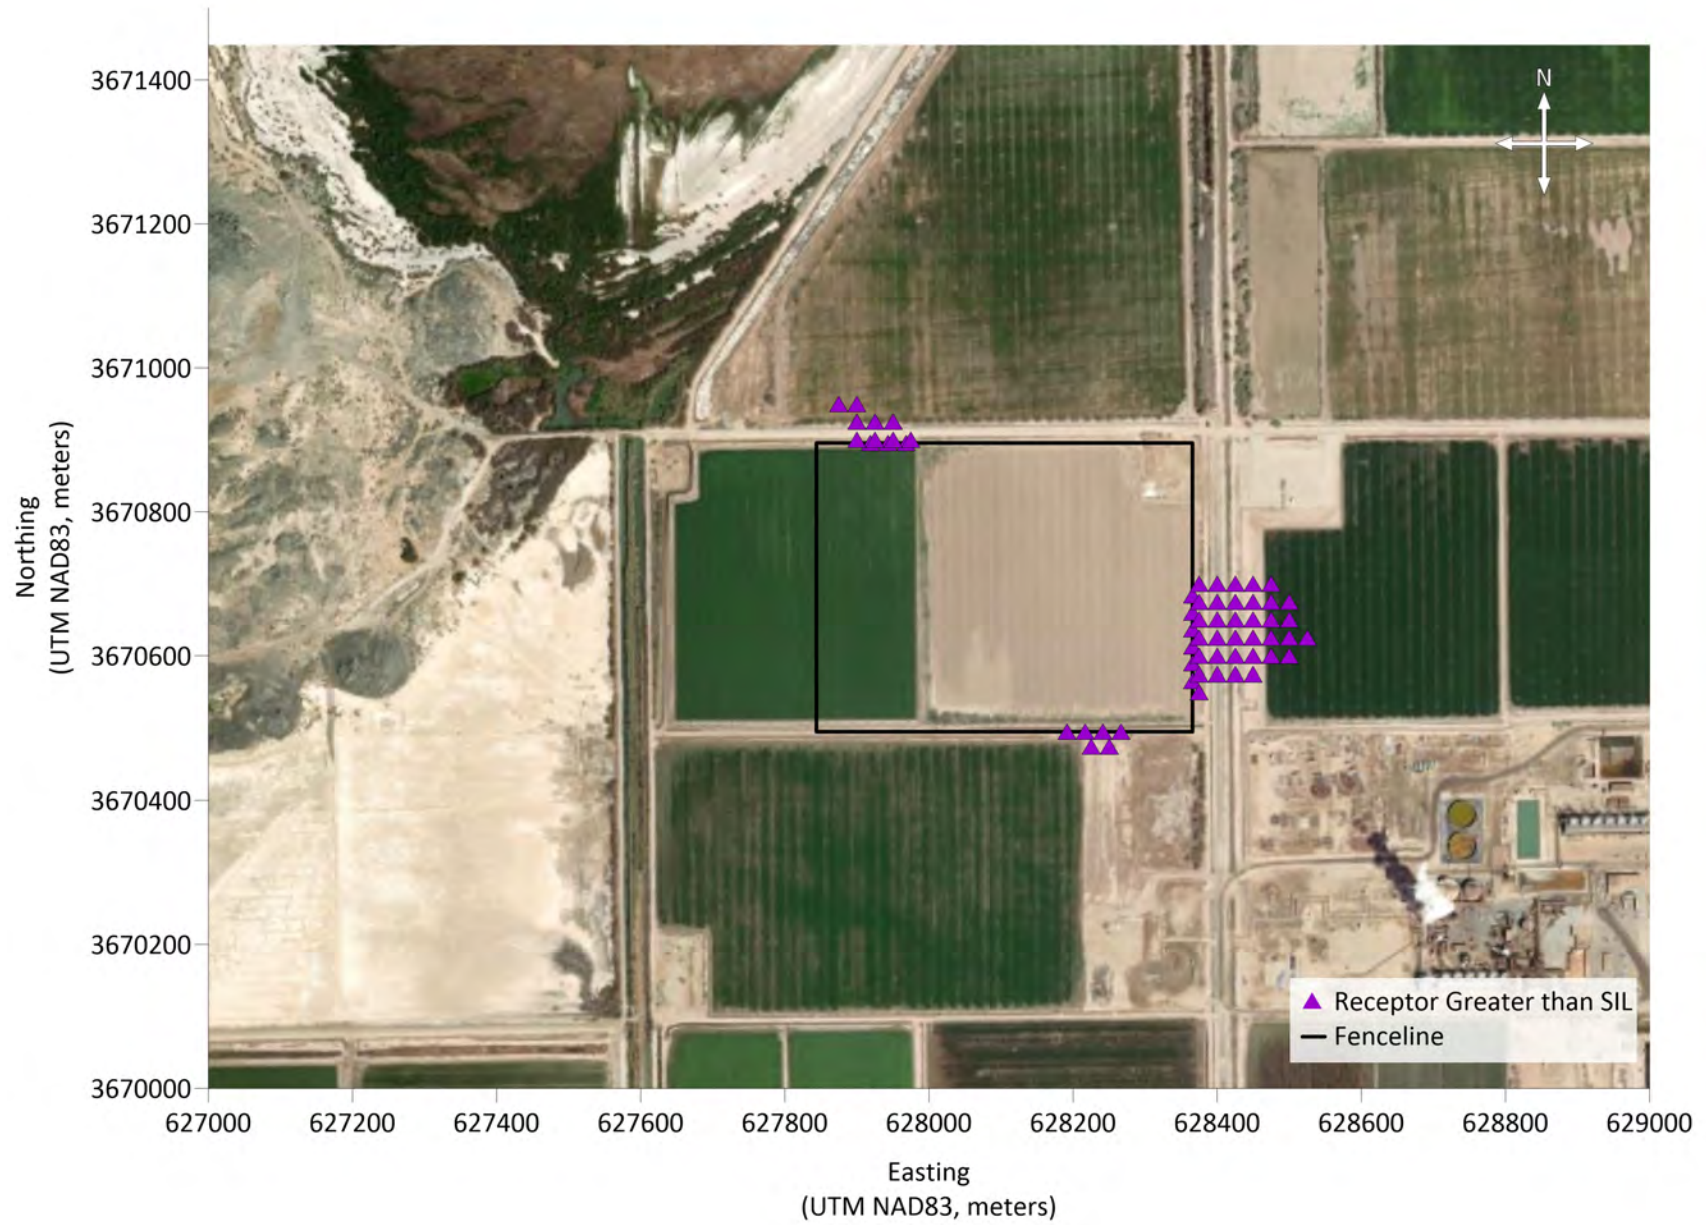 3671400
3671200
3671000
3670800
3670600
3670400
3670200
3670000
Northing
(UTM NAD83, meters)
N
Receptor Greater than SIL
Fenceline
627000 627200 627400 627600 627800 628000 628200 628400 628600 628800 629000
Easting
(UTM NAD83, meters)